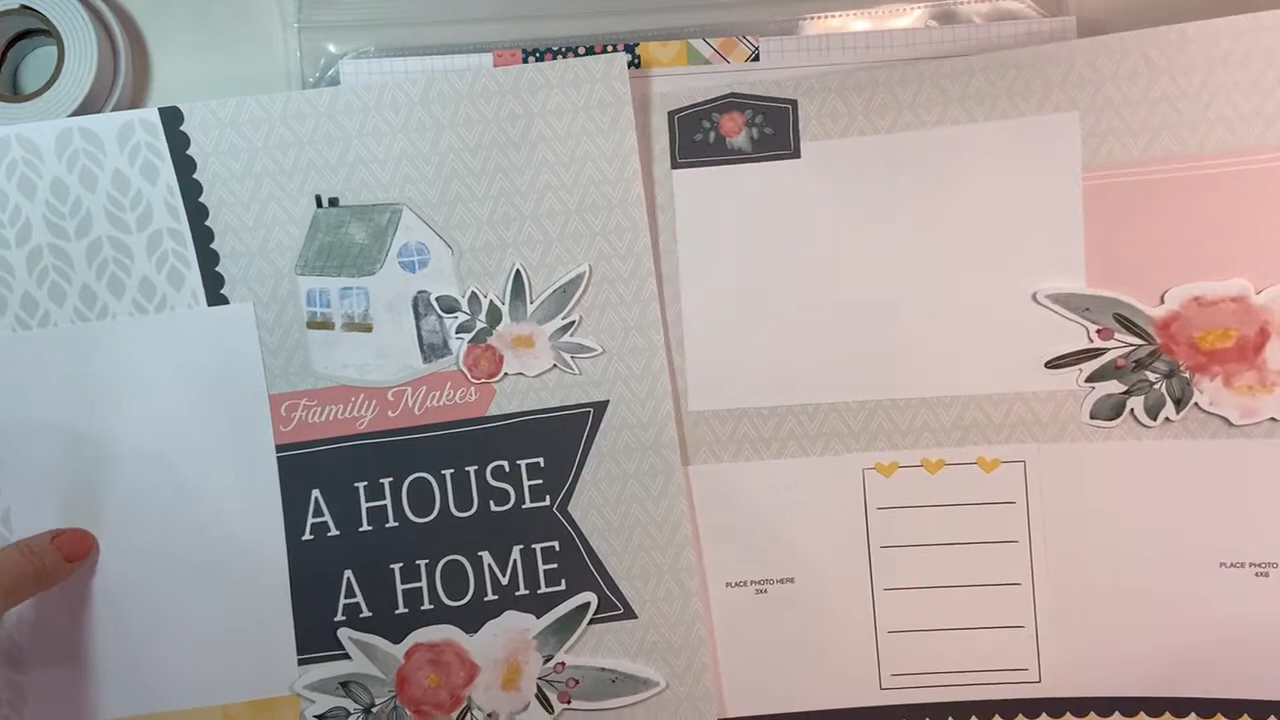 Family Makes
A HOUSE
A HOME
PLACE PHOTO HERE
3X4
PLACE PHOTO
4X6